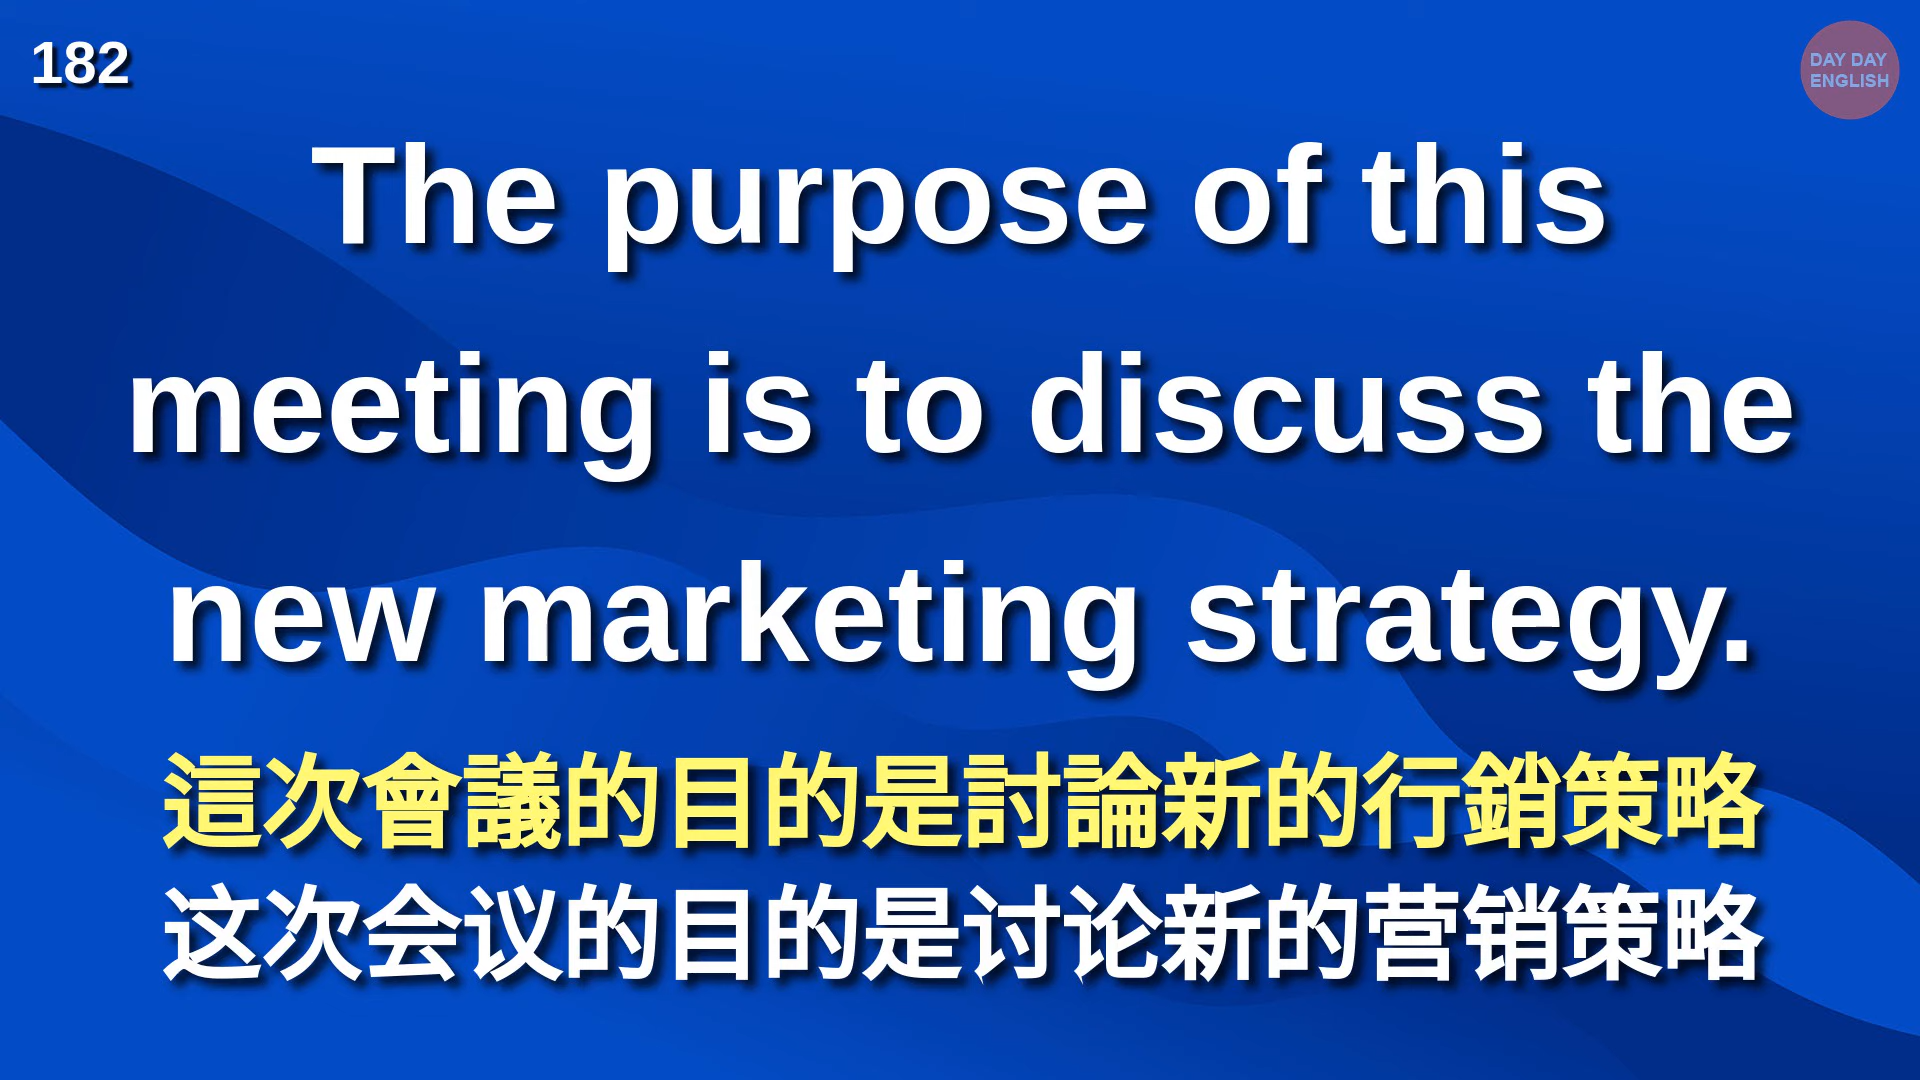 182
DAY DAY
ENGLISH
The purpose of this
meeting is to discuss the
new marketing strategy.
這次會議的目的是討論新的行銷策略
这次会议的目的是讨论新的营销策略